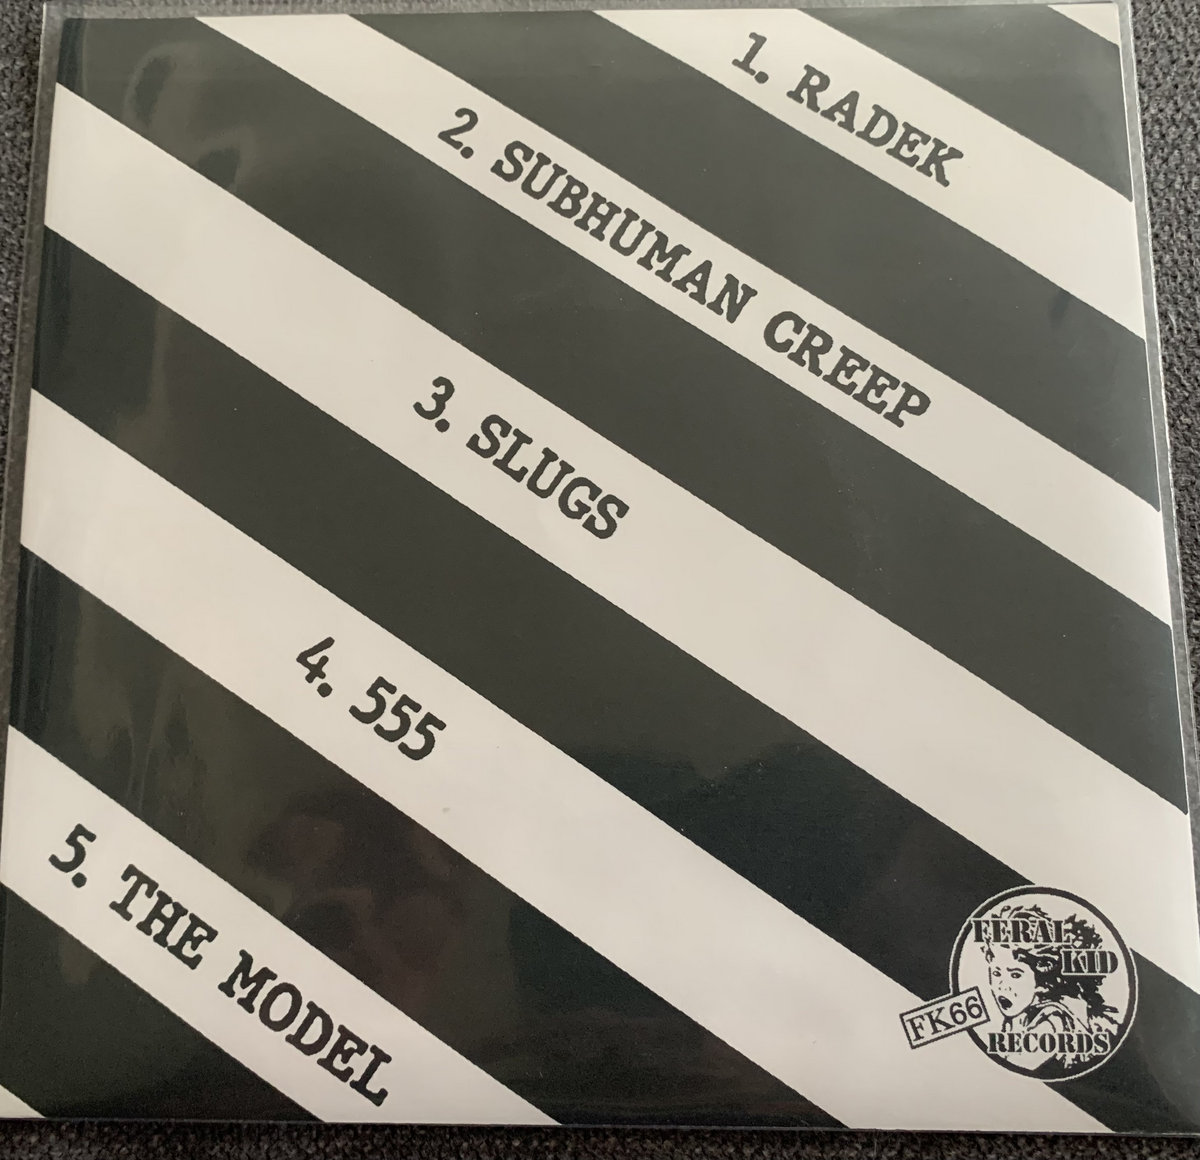 1. RADEK
2. SUBHUMAN CREEP
3. SLUGS
4. 555
5. THE MODEL
FERAL
KID
FK66
RECORDS